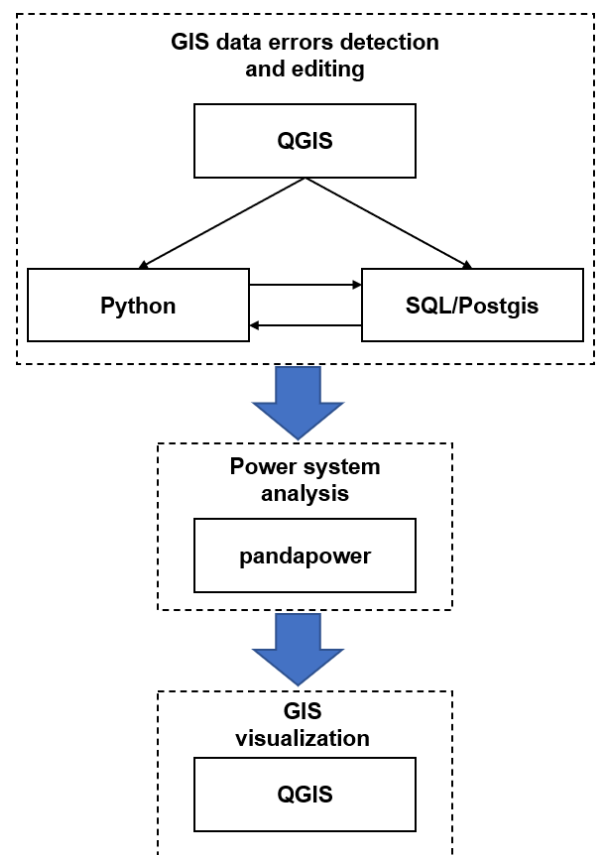 GIS data errors detection
and editing
QGIS
Python
SQL/Postgis
Power system
analysis
pandapower
GIS
visualization
QGIS